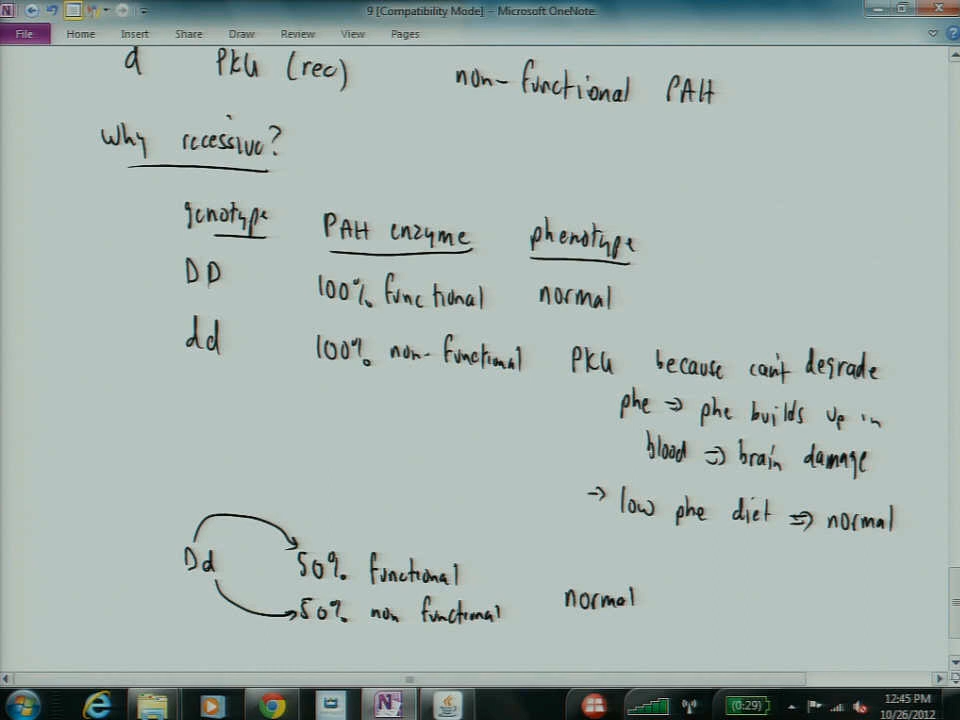 9 [Compatibility Mode] – Microsoft OneNote
File Home Insert Share Draw Review View Pages
d PKU (rec) non-functional PAH
Why recessive?
genotype PAH enzyme phenotype
DD 100% functional normal
dd 100% non-functional PKU because can't degrade
phe ⇒ phe builds up in
blood ⇒ brain damage
→ low phe diet ⇒ normal
Dd 50% functional
50% non functional normal
(0:29)
12:45 PM
10/26/2012